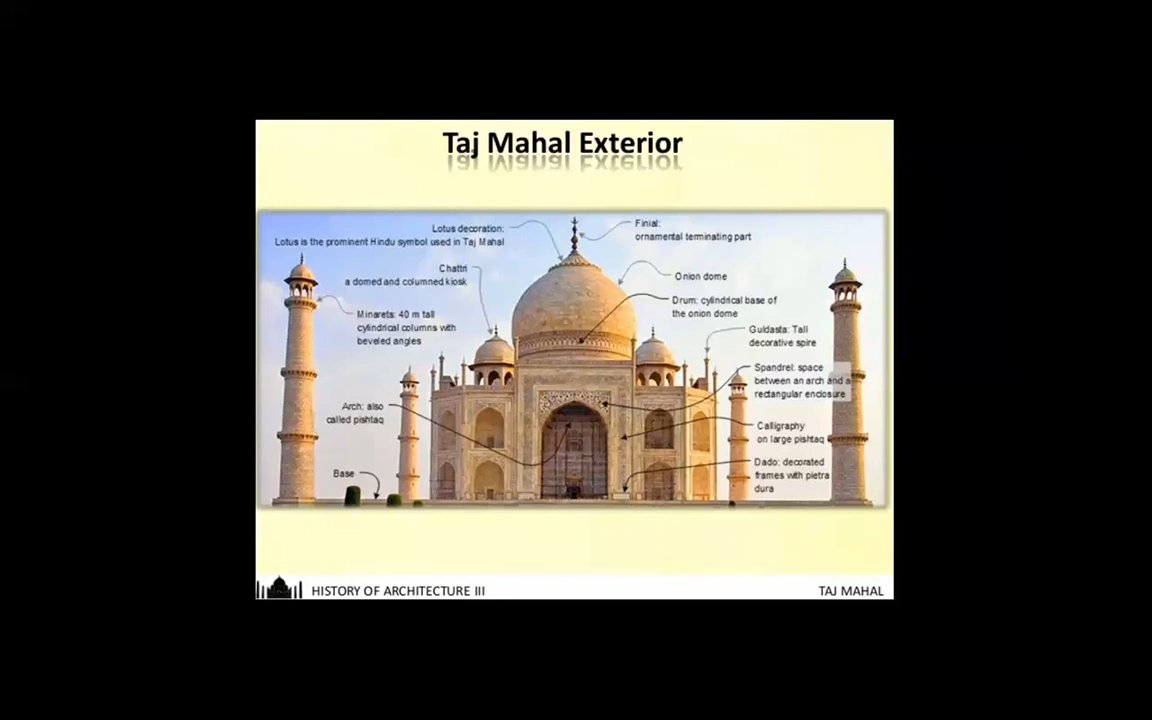 Taj Mahal Exterior
Lotus decoration:
Lotus is the prominent Hindu symbol used in Taj Mahal
Finial:
ornamental terminating part
Chattri
a domed and columned kiosk
Onion dome
Minarets: 40 m tall
cylindrical columns with
beveled angles
Drum: cylindrical base of
the onion dome
Guldasta: Tall
decorative spire
Spandrel: space
between an arch and a
rectangular enclosure
Arch: also
called pishtaq
Calligraphy
on large pishtaq
Base
Dado: decorated
frames with pietra
dura
HISTORY OF ARCHITECTURE III
TAJ MAHAL